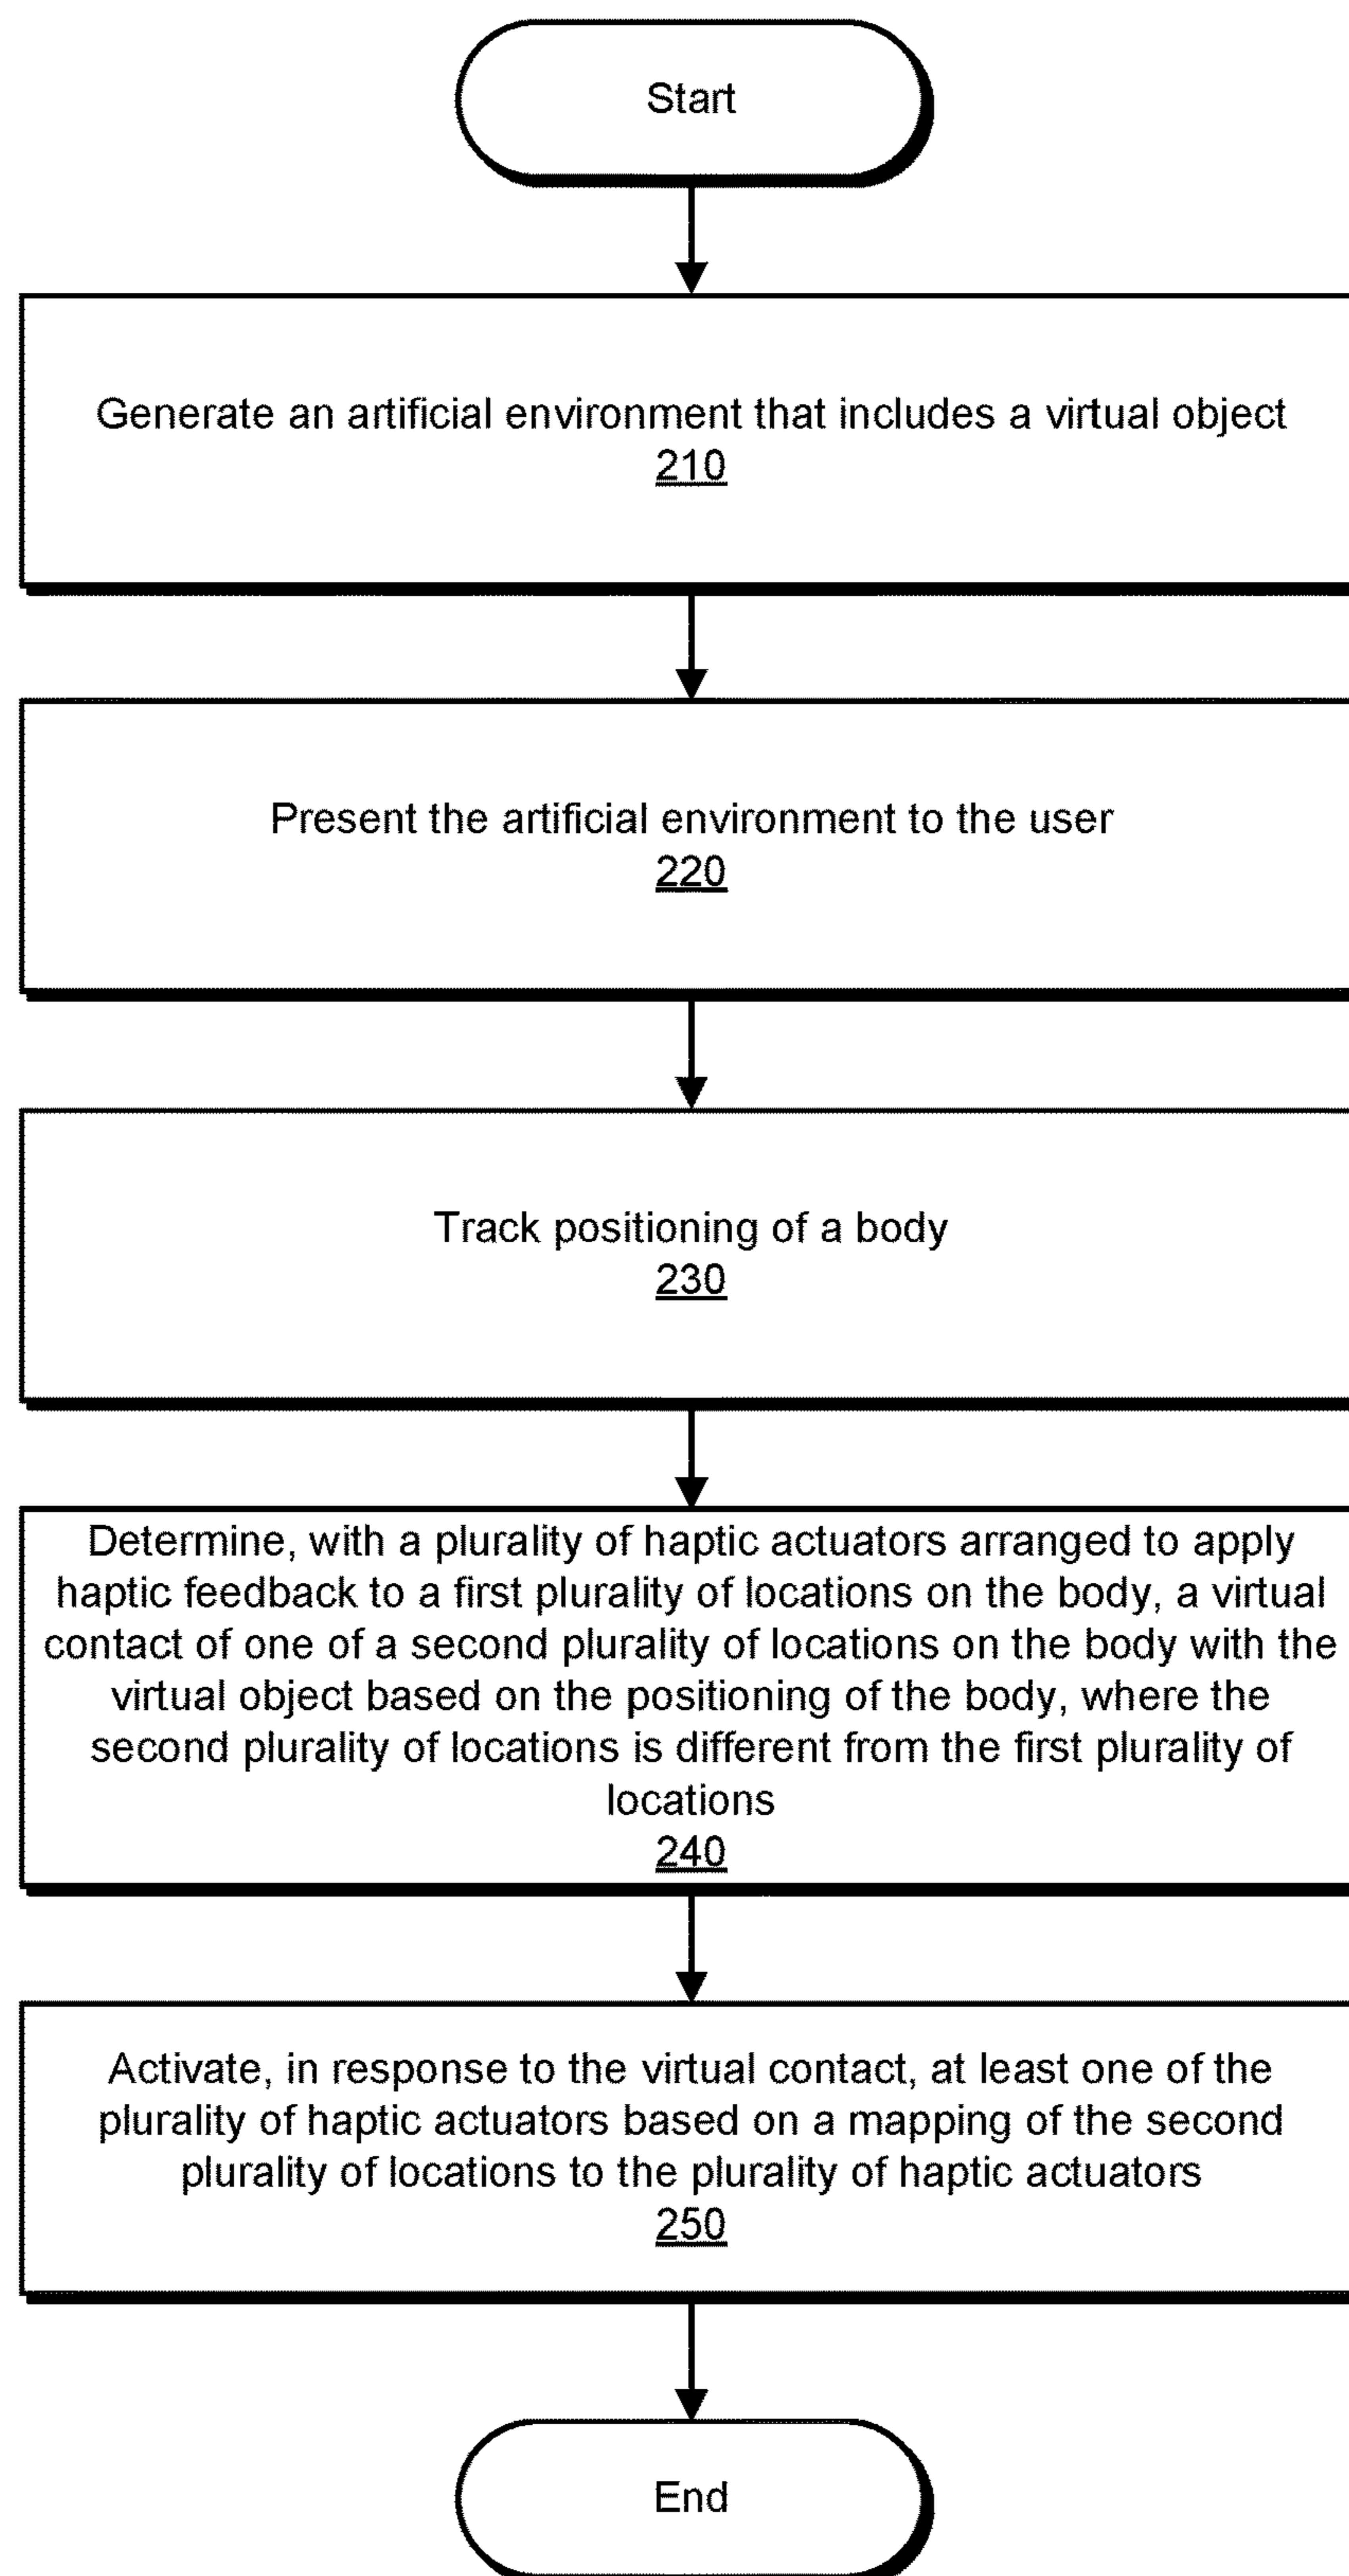 Start
Generate an artificial environment that includes a virtual object
210
Present the artificial environment to the user
220
Track positioning of a body
230
Determine, with a plurality of haptic actuators arranged to apply
haptic feedback to a first plurality of locations on the body, a virtual
contact of one of a second plurality of locations on the body with the
virtual object based on the positioning of the body, where the
second plurality of locations is different from the first plurality of
locations
240
Activate, in response to the virtual contact, at least one of the
plurality of haptic actuators based on a mapping of the second
plurality of locations to the plurality of haptic actuators
250
End